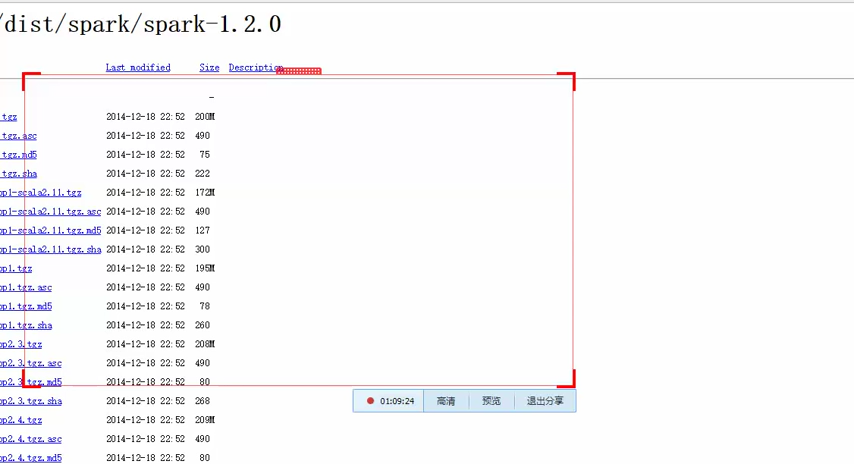 /dist/spark/spark-1.2.0
Last modified Size Description
-
.tgz 2014-12-18 22:52 200M
.tgz.asc 2014-12-18 22:52 490
.tgz.md5 2014-12-18 22:52 75
.tgz.sha 2014-12-18 22:52 222
op1-scala2.11.tgz 2014-12-18 22:52 172M
op1-scala2.11.tgz.asc 2014-12-18 22:52 490
op1-scala2.11.tgz.md5 2014-12-18 22:52 127
op1-scala2.11.tgz.sha 2014-12-18 22:52 300
op1.tgz 2014-12-18 22:52 195M
op1.tgz.asc 2014-12-18 22:52 490
op1.tgz.md5 2014-12-18 22:52 78
op1.tgz.sha 2014-12-18 22:52 260
op2.3.tgz 2014-12-18 22:52 208M
op2.3.tgz.asc 2014-12-18 22:52 490
op2.3.tgz.md5 2014-12-18 22:52 80
op2.3.tgz.sha 2014-12-18 22:52 268
01:09:24 高清 预览 退出分享
op2.4.tgz 2014-12-18 22:52 209M
op2.4.tgz.asc 2014-12-18 22:52 490
op2.4.tgz.md5 2014-12-18 22:52 80